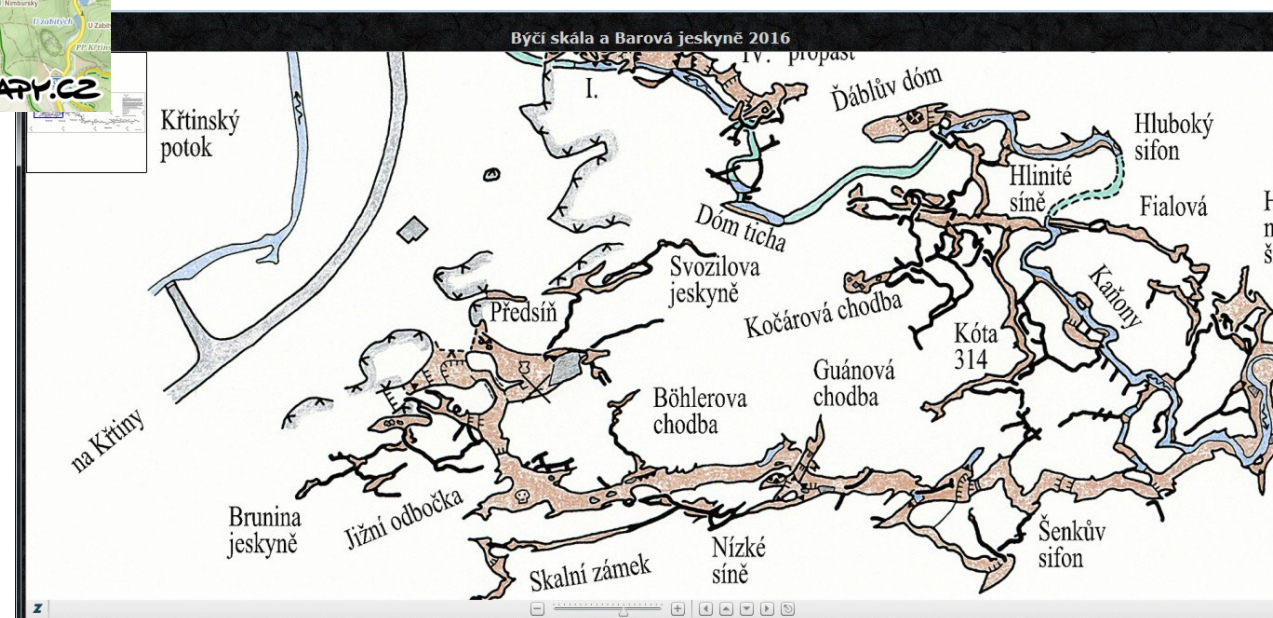 Nimburský
U zabitých
Býčí skála a Barová jeskyně 2016
IV. propast
I.
Ďáblův dóm
Křtinský
potok
Hluboký
sifon
Hlinité
síně
Fialová
Dóm ticha
Svozilova
jeskyně
Kaňony
Kočárová chodba
Předsíň
Kóta
314
Guánová
chodba
Böhlerova
chodba
na Křtiny
Jižní odbočka
Brunina
jeskyně
Šenkův
sifon
Nízké
síně
Skalní zámek